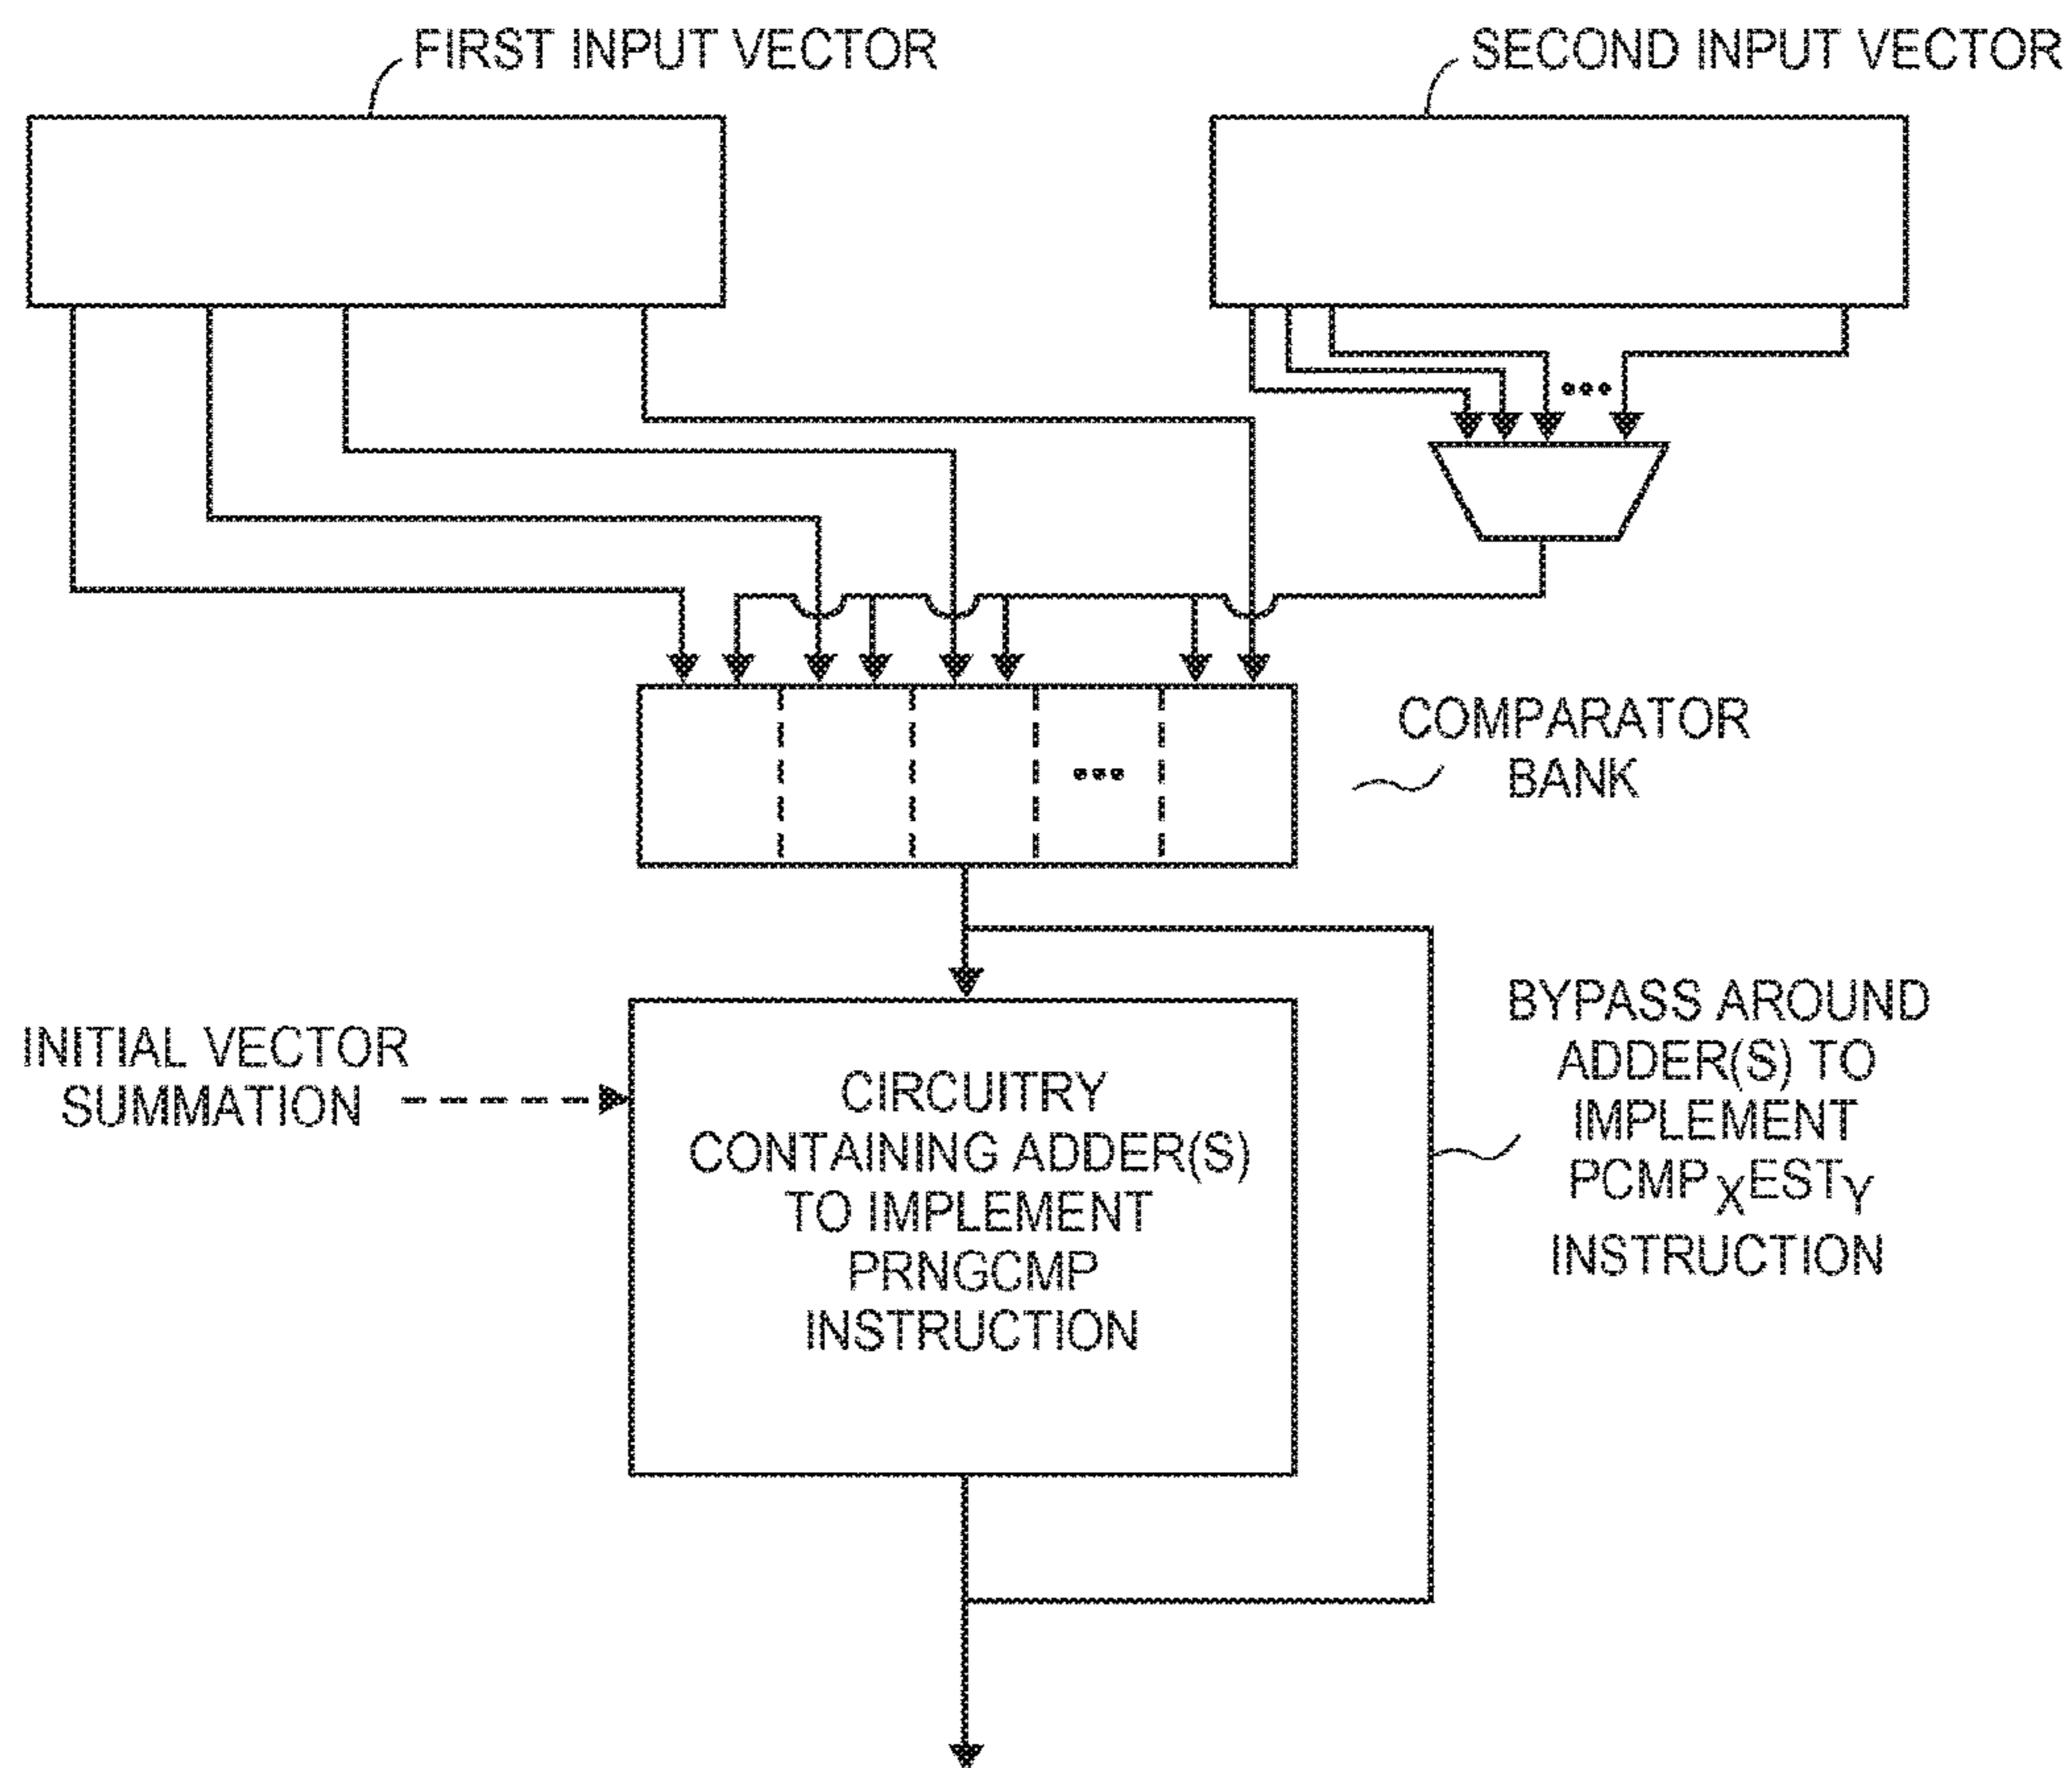 FIRST INPUT VECTOR
SECOND INPUT VECTOR
COMPARATOR
BANK
INITIAL VECTOR
SUMMATION
CIRCUITRY
CONTAINING ADDER(S)
TO IMPLEMENT
PRNGCMP
INSTRUCTION
BYPASS AROUND
ADDER(S) TO
IMPLEMENT
PCMPXESTY
INSTRUCTION